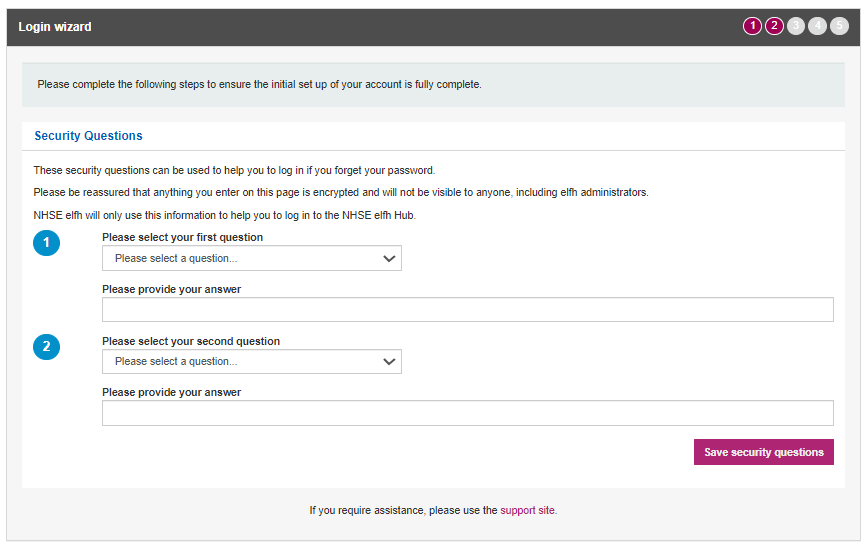 Login wizard 1 2 3 4 5
Please complete the following steps to ensure the initial set up of your account is fully complete.
Security Questions
These security questions can be used to help you to log in if you forget your password.
Please be reassured that anything you enter on this page is encrypted and will not be visible to anyone, including elfh administrators.
NHSE elfh will only use this information to help you to log in to the NHSE elfh Hub.
1 Please select your first question
Please select a question...
Please provide your answer
2 Please select your second question
Please select a question...
Please provide your answer
Save security questions
If you require assistance, please use the support site.